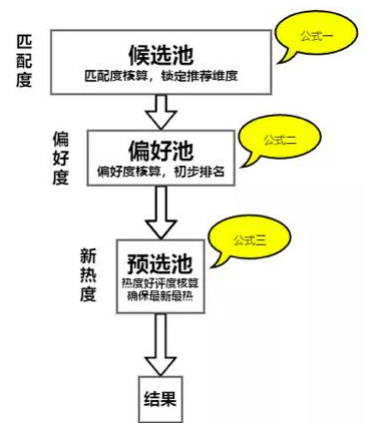 匹配度
候选池
匹配度核算，锁定推荐维度
公式一
偏好度
偏好池
偏好度核算，初步排名
公式二
新热度
预选池
热度好评度核算
确保最新最热
公式三
结果